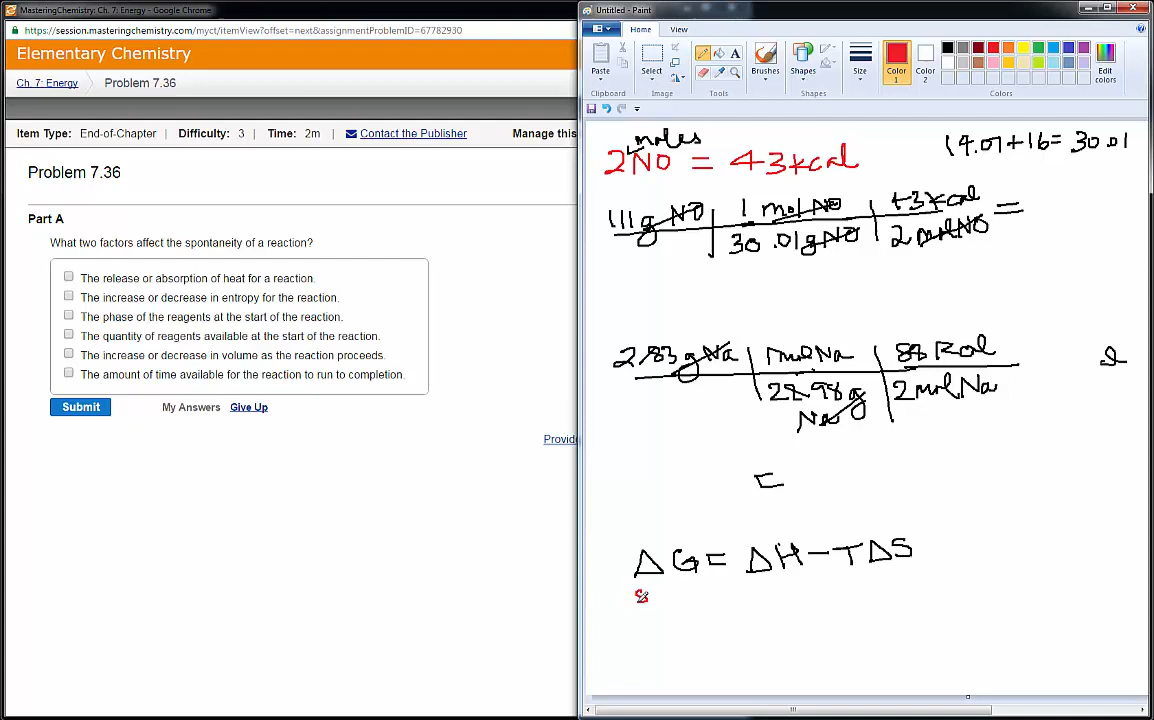 MasteringChemistry: Ch. 7: Energy - Google Chrome
https://session.masteringchemistry.com/myct/itemView?offset=next&assignmentProblemID=67782930
Elementary Chemistry
Ch. 7: Energy
Problem 7.36
Item Type: End-of-Chapter
Difficulty: 3
Time: 2m
Contact the Publisher
Manage this
Problem 7.36
Part A
What two factors affect the spontaneity of a reaction?
The release or absorption of heat for a reaction.
The increase or decrease in entropy for the reaction.
The phase of the reagents at the start of the reaction.
The quantity of reagents available at the start of the reaction.
The increase or decrease in volume as the reaction proceeds.
The amount of time available for the reaction to run to completion.
Submit
My Answers
Give Up
Provide
Untitled - Paint
Home
View
Paste
Select
Brushes
Shapes
Size
Color 1
Color 2
Edit colors
Clipboard
Image
Tools
Colors
moles
2NO = 43kcal
14.01+16=30.01
111g NO | 1 mol NO | 43kcal =
30.01g NO | 2 mol NO
2.83 g Na | 1 mol Na
22.98g | 2 mol Na
Na
=
ΔG = ΔH - TΔS